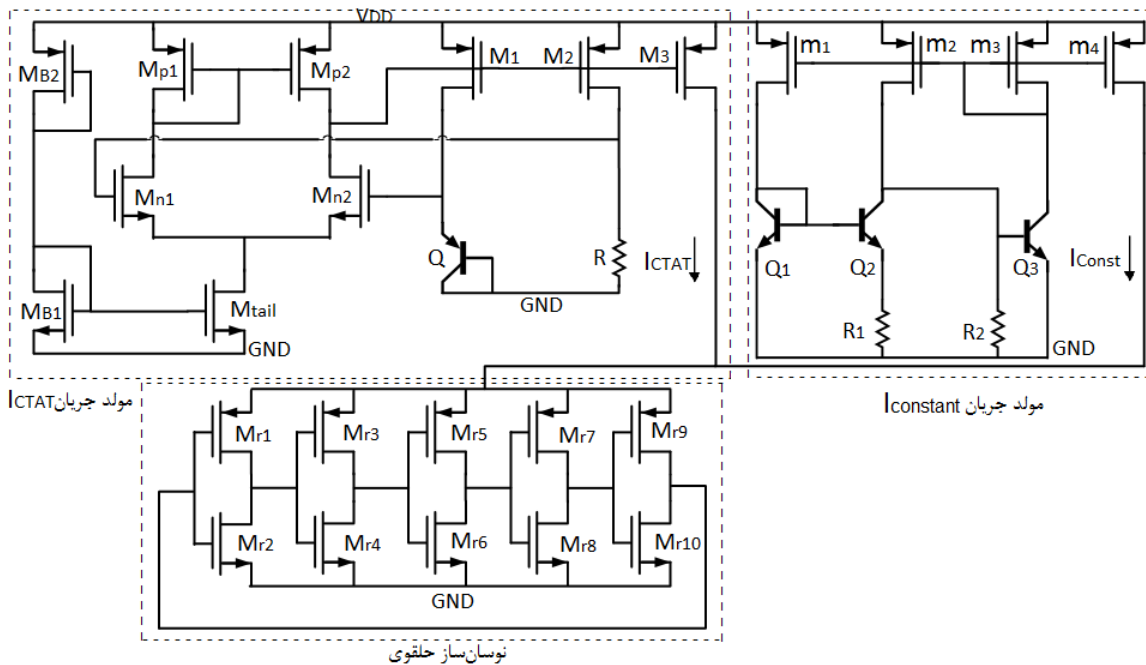 VDD
MB2
Mp1
Mp2
M1
M2
M3
m1
m2
m3
m4
Mn1
Mn2
Q
R
ICTAT
Q1
Q2
Q3
IConst
MB1
Mtail
GND
GND
R1
R2
GND
مولد جریان ICTAT
مولد جریان Iconstant
Mr1
Mr3
Mr5
Mr7
Mr9
Mr2
Mr4
Mr6
Mr8
Mr10
GND
نوسان‌ساز حلقوی